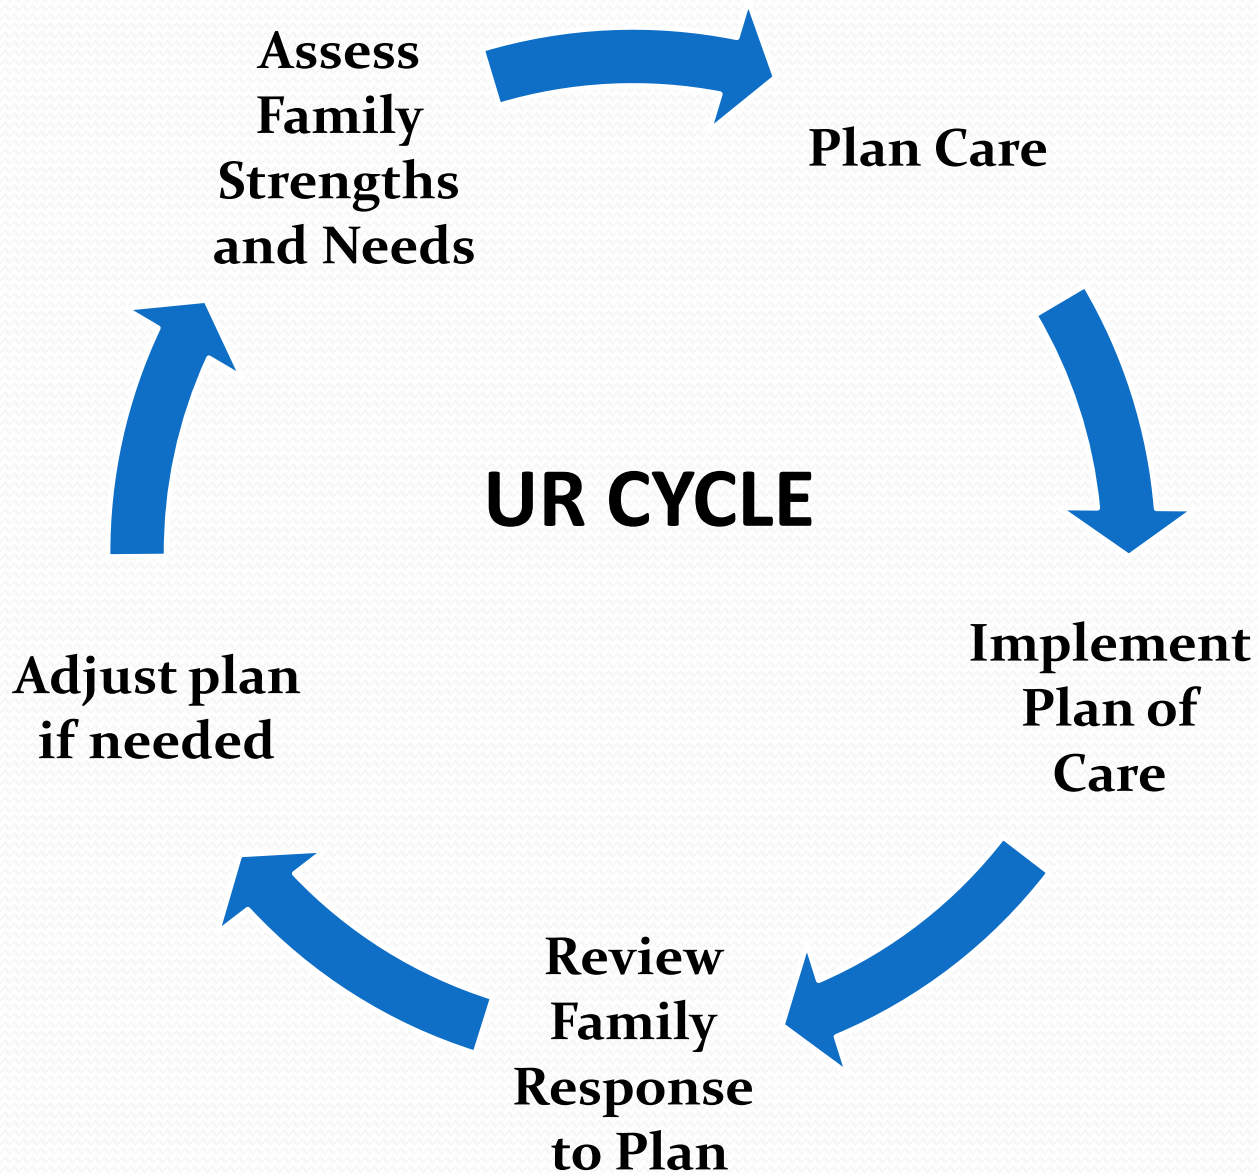 Assess
Family
Strengths
and Needs
Plan Care
UR CYCLE
Implement
Plan of
Care
Review
Family
Response
to Plan
Adjust plan
if needed